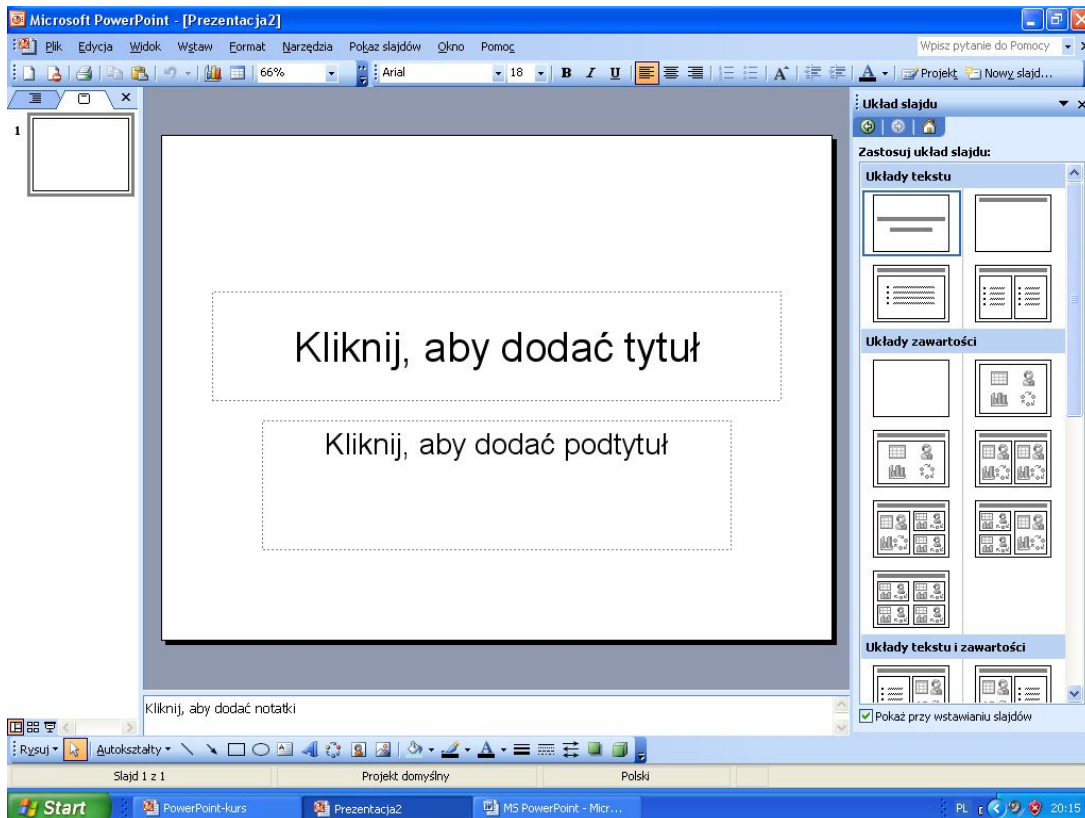 Microsoft PowerPoint - [Prezentacja2]
Plik Edycja Widok Wstaw Format Narzędzia Pokaz slajdów Okno Pomoc
Wpisz pytanie do Pomocy
66% Arial 18 B I U A A Projekt Nowy slajd...
Układ slajdu
1
Zastosuj układ slajdu:
Układy tekstu
Kliknij, aby dodać tytuł
Kliknij, aby dodać podtytuł
Układy zawartości
Układy tekstu i zawartości
Kliknij, aby dodać notatki
Pokaż przy wstawianiu slajdów
Rysuj Autokształty A A
Slajd 1 z 1 Projekt domyślny Polski
Start PowerPoint-kurs Prezentacja2 MS PowerPoint - Micr... PL 20:15